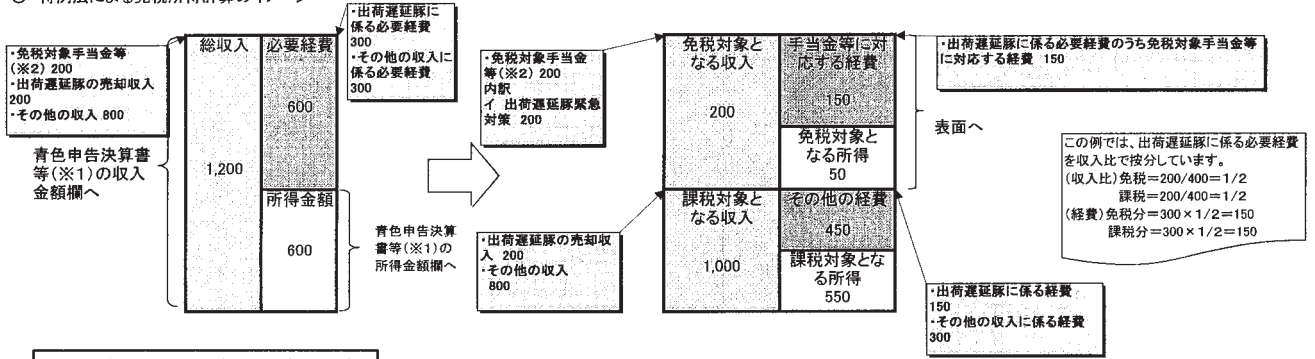 ○ 特例法による免税所得計算のイメージ
・免税対象手当金等
(※2) 200
・出荷遅延豚の売却収入
200
・その他の収入 800
総収入
1,200
必要経費
600
所得金額
600
・出荷遅延豚に
係る必要経費
300
・その他の収入に
係る必要経費
300
青色申告決算書
等(※1)の収入
金額欄へ
青色申告決算
書等(※1)の
所得金額欄へ
・免税対象手当金
等(※2) 200
内訳
イ 出荷遅延豚緊急
対策 200
・出荷遅延豚の売却収
入 200
・その他の収入
800
免税対象と
なる収入
200
手当金等に対
応する経費
150
免税対象と
なる所得
50
課税対象と
なる収入
1,000
その他の経費
450
課税対象とな
る所得
550
・出荷遅延豚に係る必要経費のうち免税対象手当金等
に対応する経費 150
表面へ
この例では、出荷遅延豚に係る必要経費
を収入比で按分しています。
(収入比)免税=200/400=1/2
課税=200/400=1/2
(経費)免税分=300×1/2=150
課税分=300×1/2=150
・出荷遅延豚に係る経費
150
・その他の収入に係る経費
300